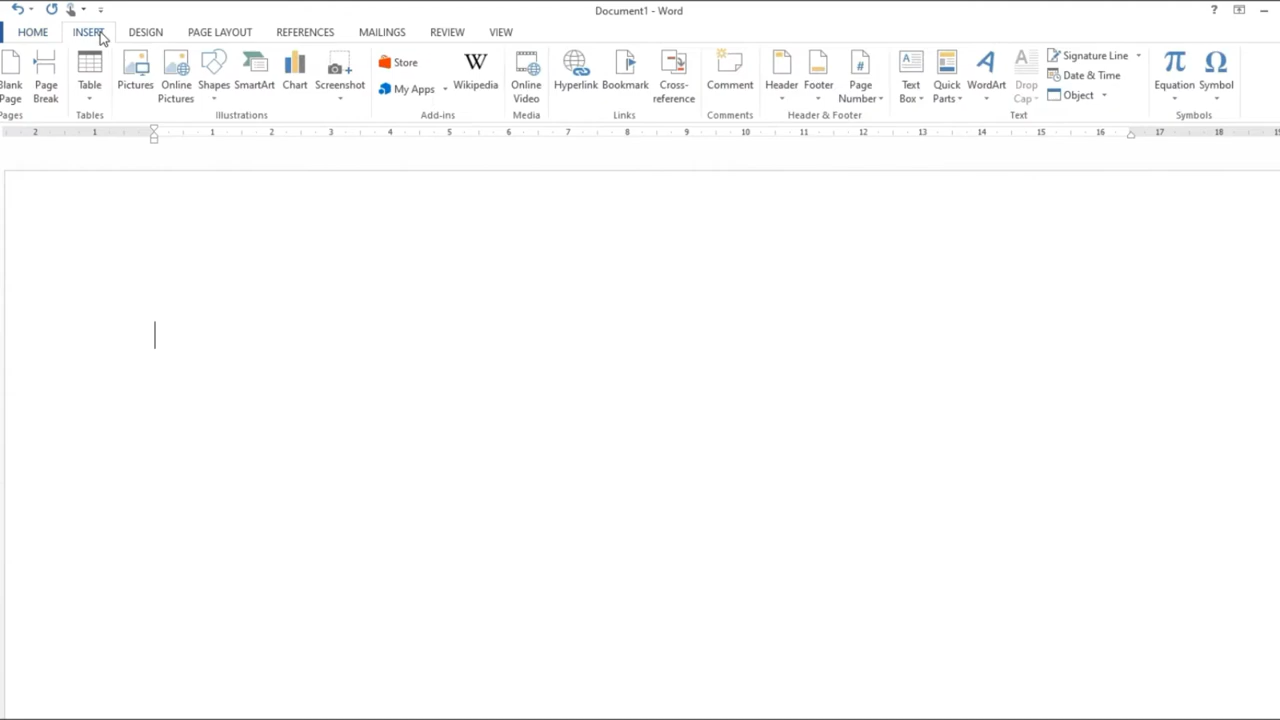 Document1 - Word
?
HOME INSERT DESIGN PAGE LAYOUT REFERENCES MAILINGS REVIEW VIEW
Blank Page
Page Break
Table
Pictures
Online Pictures
Shapes
SmartArt
Chart
Screenshot
Store
My Apps
W
Wikipedia
Online Video
Hyperlink
Bookmark
Cross-reference
Comment
Header
Footer
#
Page Number
A
Text Box
Quick Parts
A
WordArt
A
Drop Cap
Signature Line
Date & Time
Object
π
Equation
Ω
Symbol
Pages Tables Illustrations Add-ins Media Links Comments Header & Footer Text Symbols
2 1 1 2 3 4 5 6 7 8 9 10 11 12 13 14 15 16 17 18